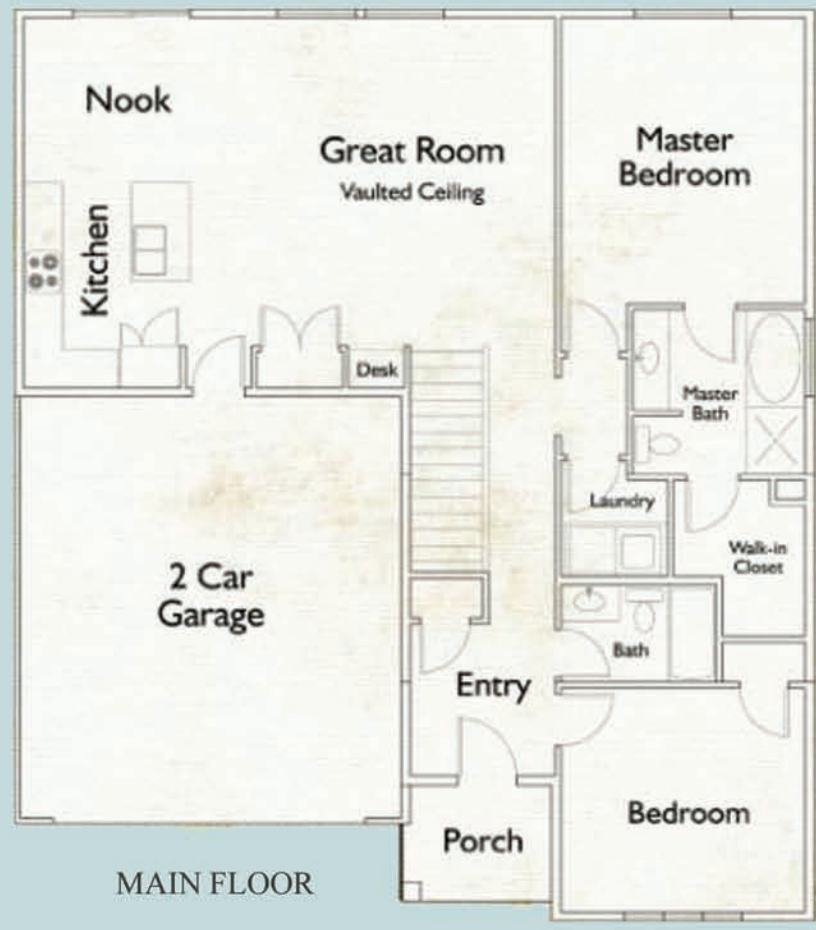 Nook
Great Room
Vaulted Ceiling
Master
Bedroom
Kitchen
Desk
Master
Bath
Laundry
Walk-in
Closet
2 Car
Garage
Bath
Entry
Bedroom
Porch
MAIN FLOOR